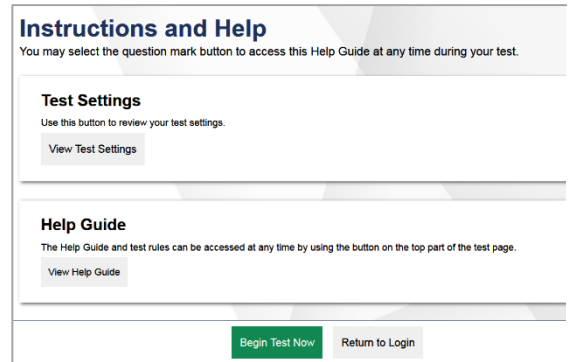 Instructions and Help
You may select the question mark button to access this Help Guide at any time during your test.
Test Settings
Use this button to review your test settings.
View Test Settings
Help Guide
The Help Guide and test rules can be accessed at any time by using the button on the top part of the test page.
View Help Guide
Begin Test Now
Return to Login